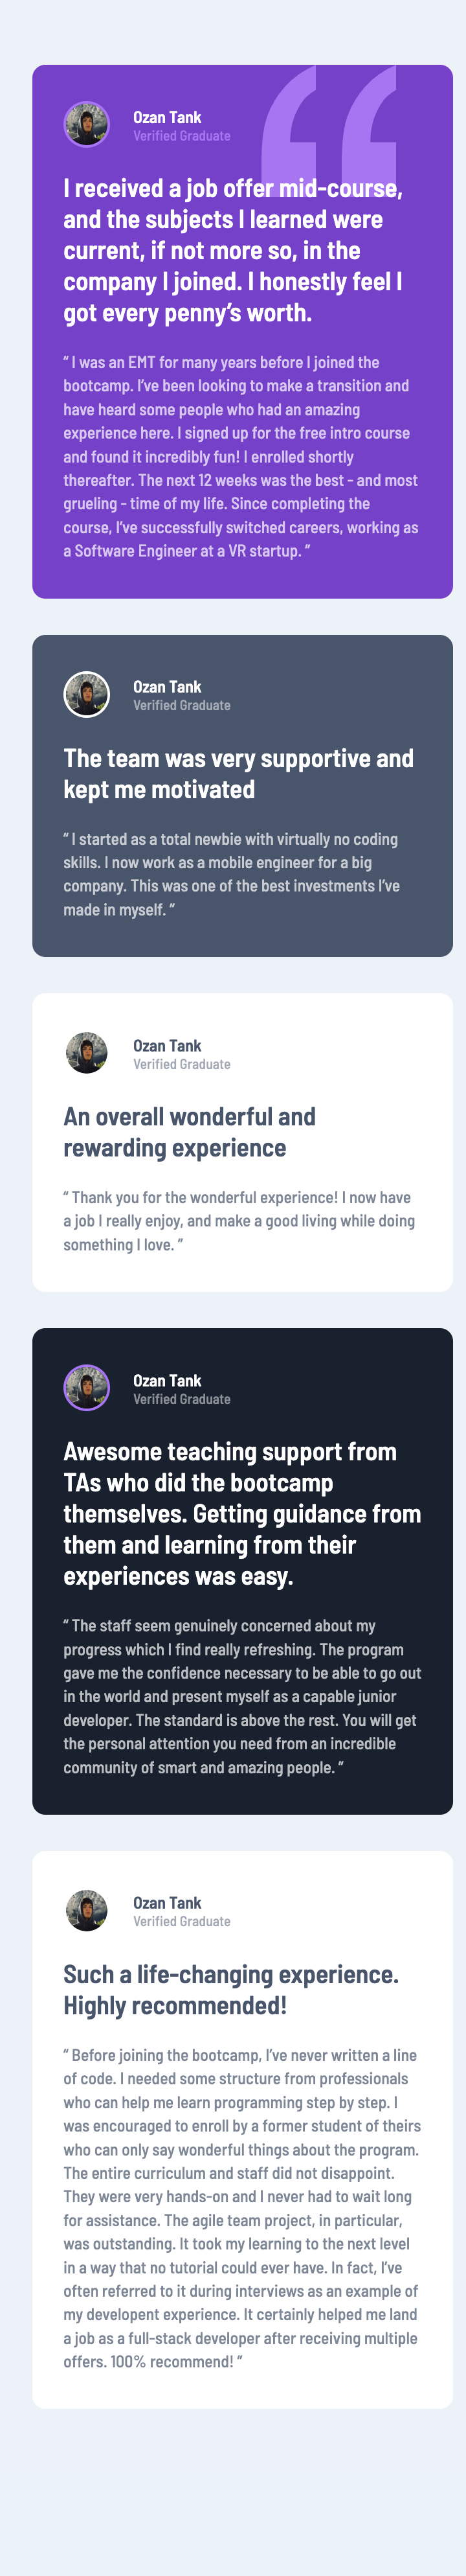 Ozan Tank
Verified Graduate
I received a job offer mid-course,
and the subjects I learned were
current, if not more so, in the
company I joined. I honestly feel I
got every penny’s worth.
“ I was an EMT for many years before I joined the
bootcamp. I’ve been looking to make a transition and
have heard some people who had an amazing
experience here. I signed up for the free intro course
and found it incredibly fun! I enrolled shortly
thereafter. The next 12 weeks was the best - and most
grueling - time of my life. Since completing the
course, I’ve successfully switched careers, working as
a Software Engineer at a VR startup. ”
Ozan Tank
Verified Graduate
The team was very supportive and
kept me motivated
“ I started as a total newbie with virtually no coding
skills. I now work as a mobile engineer for a big
company. This was one of the best investments I’ve
made in myself. ”
Ozan Tank
Verified Graduate
An overall wonderful and
rewarding experience
“ Thank you for the wonderful experience! I now have
a job I really enjoy, and make a good living while doing
something I love. ”
Ozan Tank
Verified Graduate
Awesome teaching support from
TAs who did the bootcamp
themselves. Getting guidance from
them and learning from their
experiences was easy.
“ The staff seem genuinely concerned about my
progress which I find really refreshing. The program
gave me the confidence necessary to be able to go out
in the world and present myself as a capable junior
developer. The standard is above the rest. You will get
the personal attention you need from an incredible
community of smart and amazing people. ”
Ozan Tank
Verified Graduate
Such a life-changing experience.
Highly recommended!
“ Before joining the bootcamp, I’ve never written a line
of code. I needed some structure from professionals
who can help me learn programming step by step. I
was encouraged to enroll by a former student of theirs
who can only say wonderful things about the program.
The entire curriculum and staff did not disappoint.
They were very hands-on and I never had to wait long
for assistance. The agile team project, in particular,
was outstanding. It took my learning to the next level
in a way that no tutorial could ever have. In fact, I’ve
often referred to it during interviews as an example of
my developent experience. It certainly helped me land
a job as a full-stack developer after receiving multiple
offers. 100% recommend! ”